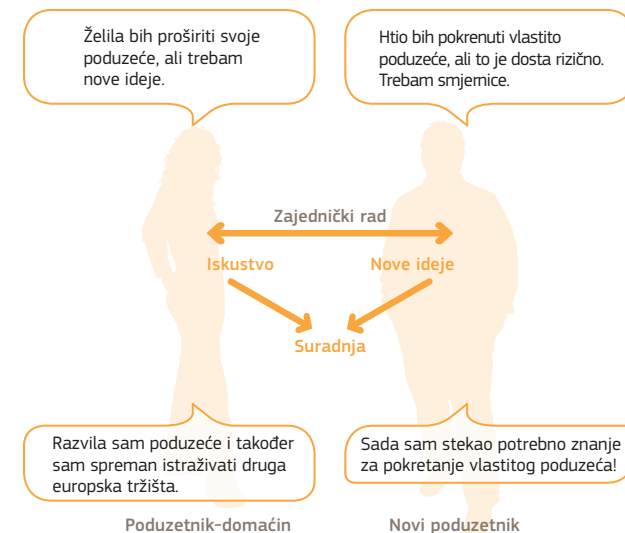 Želila bih proširiti svoje
poduzeće, ali trebam
nove ideje.
Htio bih pokrenuti vlastito
poduzeće, ali to je dosta rizično.
Trebam smjernice.
Zajednički rad
Iskustvo
Nove ideje
Suradnja
Razvila sam poduzeće i također
sam spreman istraživati druga
europska tržišta.
Sada sam stekao potrebno znanje
za pokretanje vlastitog poduzeća!
Poduzetnik-domaćin
Novi poduzetnik